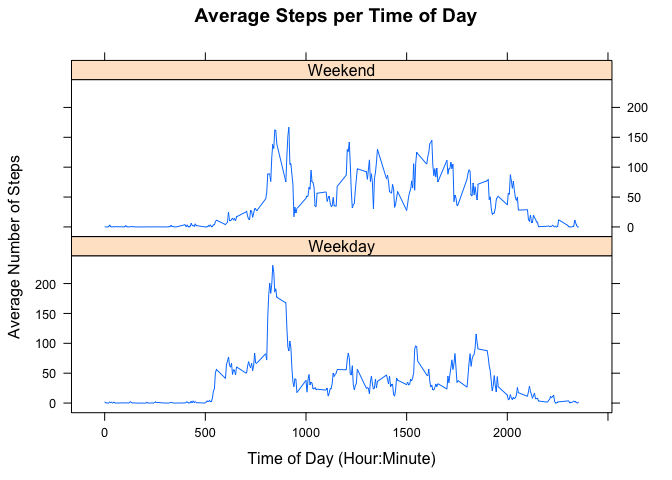 Average Steps per Time of Day
Weekend
200
150
100
50
0
Weekday
200
150
100
50
0
Average Number of Steps
0 500 1000 1500 2000
Time of Day (Hour:Minute)